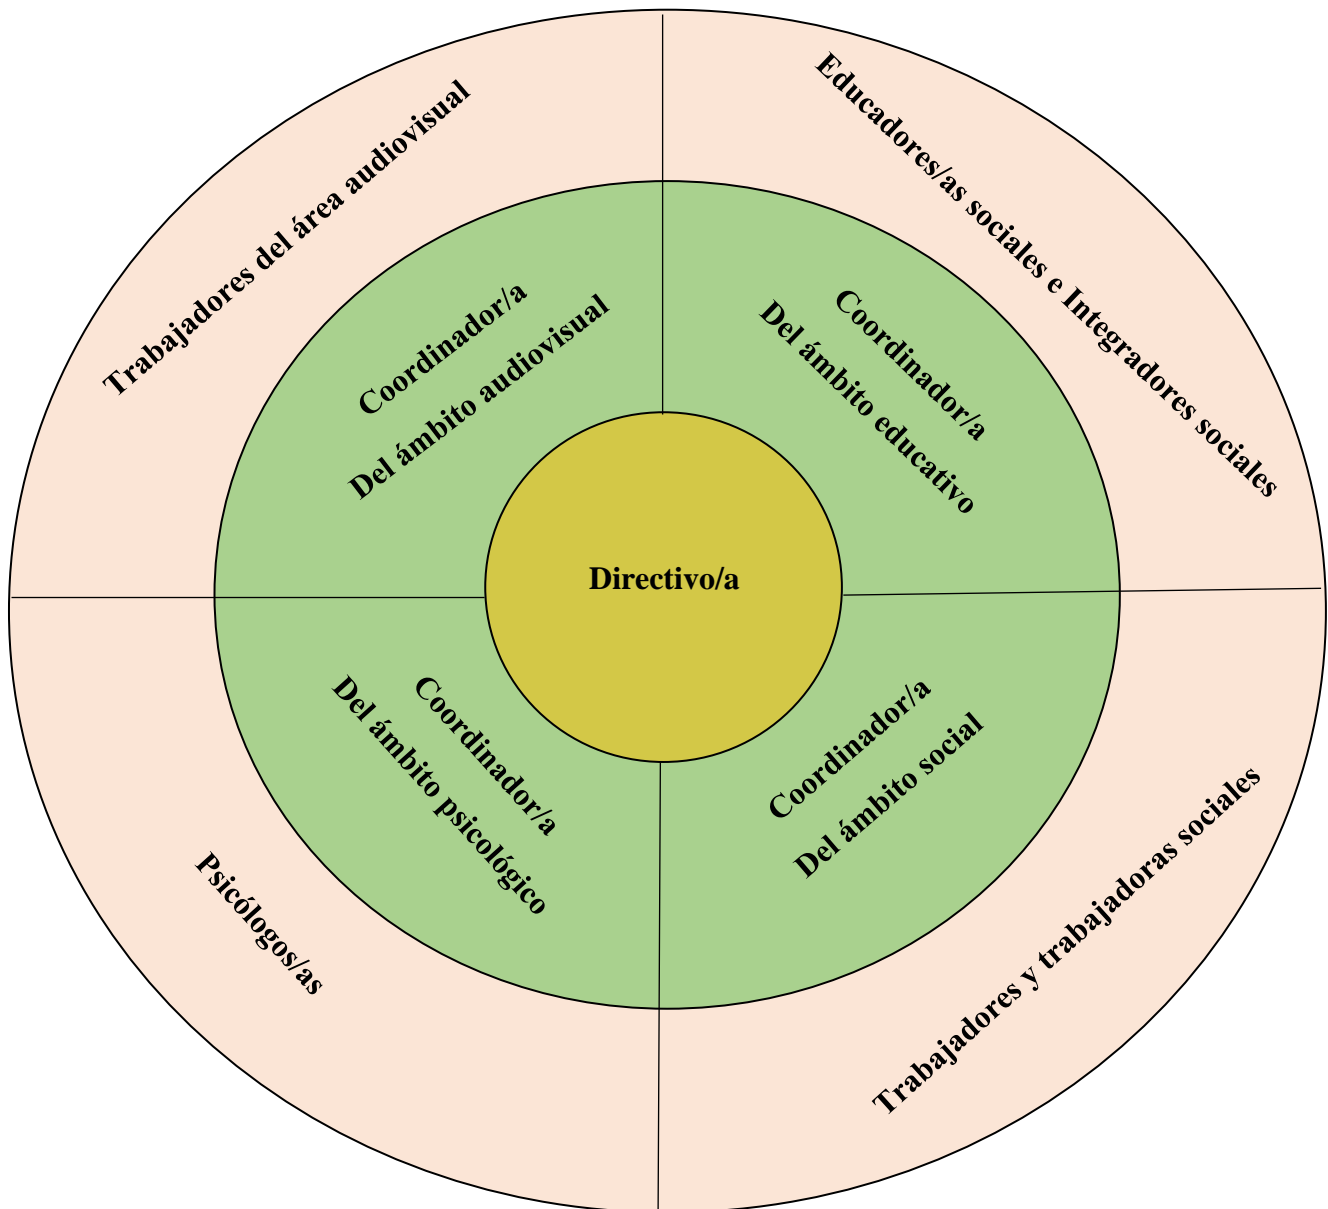 Trabajadores del área audiovisual
Educadores/as sociales e Integradores sociales
Coordinador/a
Del ámbito audiovisual
Coordinador/a
Del ámbito educativo
Directivo/a
Coordinador/a
Del ámbito psicológico
Coordinador/a
Del ámbito social
Psicólogos/as
Trabajadores y trabajadoras sociales